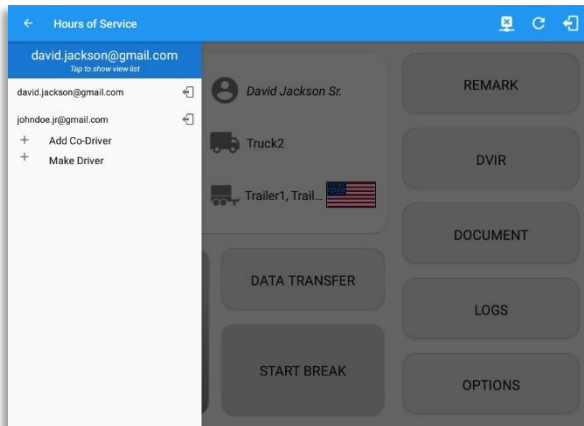 Hours of Service
david.jackson@gmail.com
Tap to show view list
david.jackson@gmail.com
johndoe.jr@gmail.com
Add Co-Driver
Make Driver
David Jackson Sr.
Truck2
Trailer1, Trail...
DATA TRANSFER
START BREAK
REMARK
DVIR
DOCUMENT
LOGS
OPTIONS